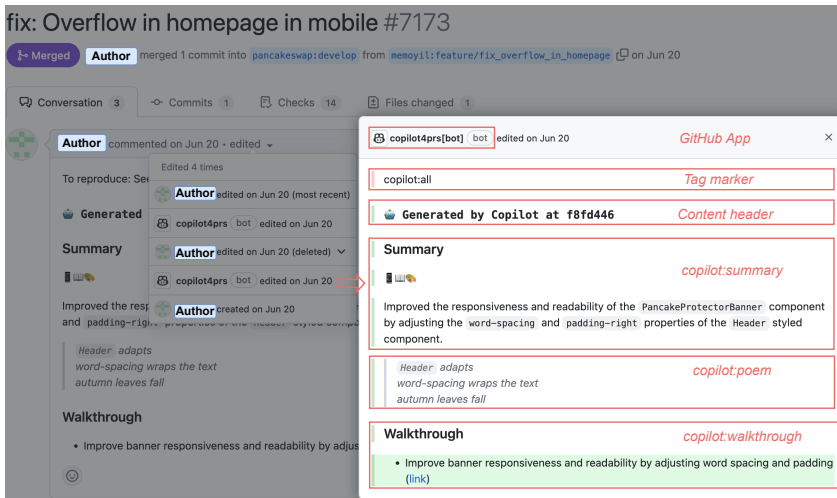 fix: Overflow in homepage in mobile #7173
Merged Author merged 1 commit into pancakeswap:develop from memoyil:feature/fix_overflow_in_homepage on Jun 20
Conversation 3 Commits 1 Checks 14 Files changed 1
Author commented on Jun 20 • edited
To reproduce: See
Generated
Summary
Improved the resp
and padding-right properties of the Header styled compo
Header adapts
word-spacing wraps the text
autumn leaves fall
Walkthrough
• Improve banner responsiveness and readability by adjus
Edited 4 times
Author edited on Jun 20 (most recent)
copilot4prs bot edited on Jun 20
Author edited on Jun 20 (deleted)
copilot4prs bot edited on Jun 20
Author created on Jun 20
copilot4prs[bot] bot edited on Jun 20 GitHub App
copilot:all Tag marker
Generated by Copilot at f8fd446 Content header
Summary
copilot:summary
Improved the responsiveness and readability of the PancakeProtectorBanner component
by adjusting the word-spacing and padding-right properties of the Header styled
component.
Header adapts copilot:poem
word-spacing wraps the text
autumn leaves fall
Walkthrough copilot:walkthrough
• Improve banner responsiveness and readability by adjusting word spacing and padding
(link)